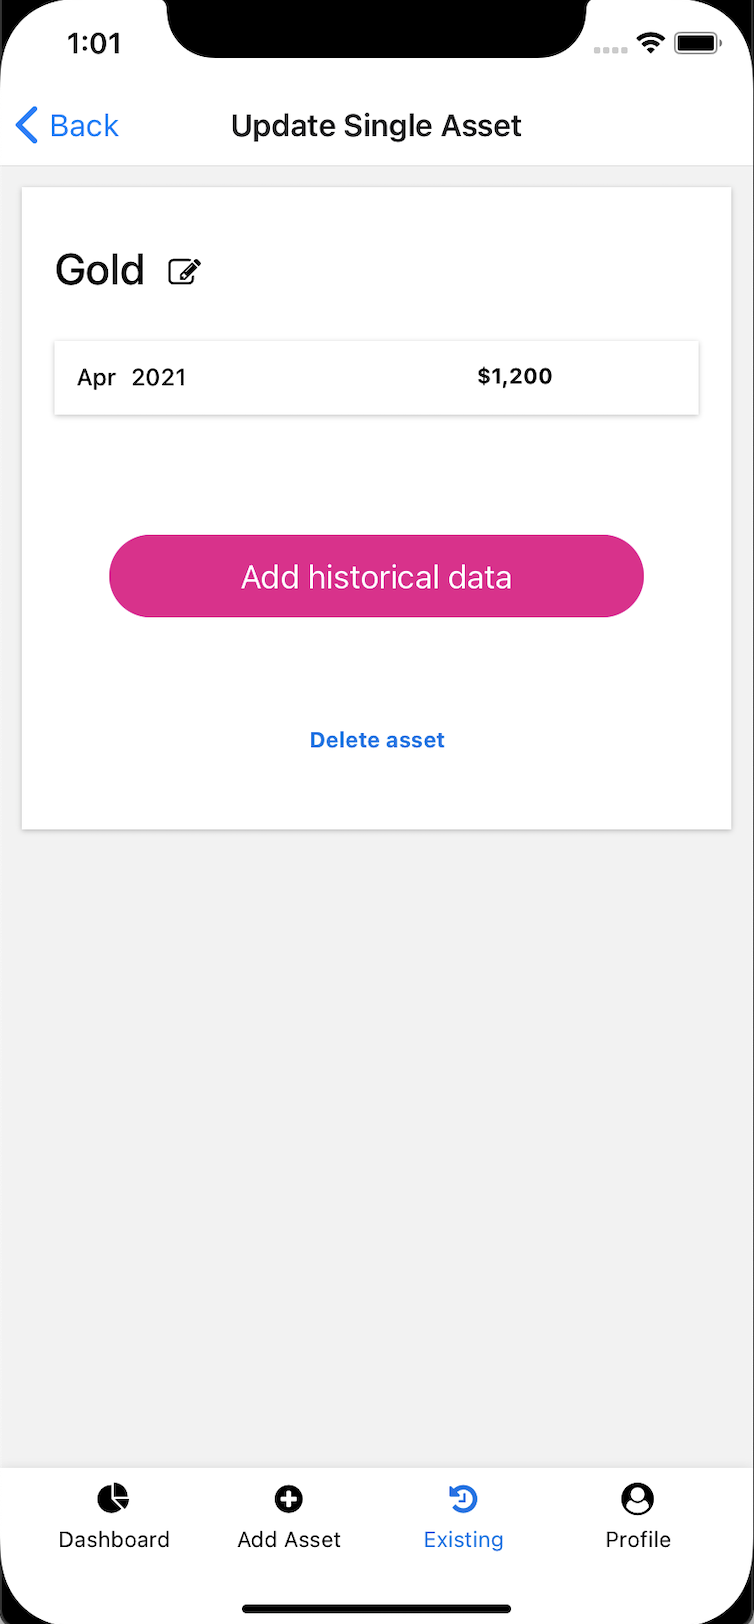 1:01
Back Update Single Asset
Gold
Apr 2021 $1,200
Add historical data
Delete asset
Dashboard Add Asset Existing Profile